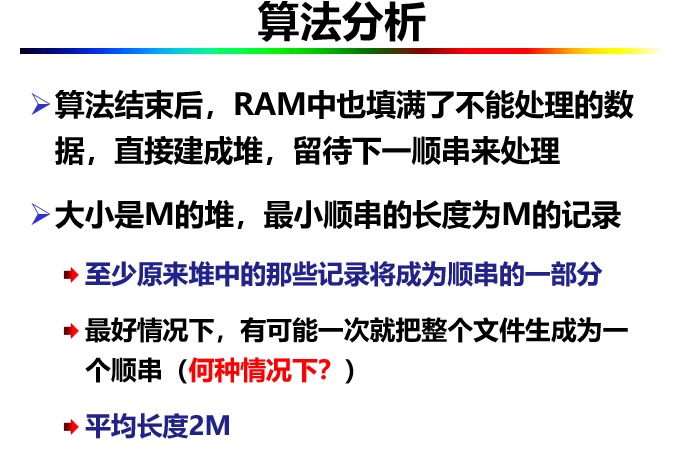 算法分析
算法结束后，RAM中也填满了不能处理的数
据，直接建成堆，留待下一顺串来处理
大小是M的堆，最小顺串的长度为M的记录
至少原来堆中的那些记录将成为顺串的一部分
最好情况下，有可能一次就把整个文件生成为一
个顺串（何种情况下？）
平均长度2M